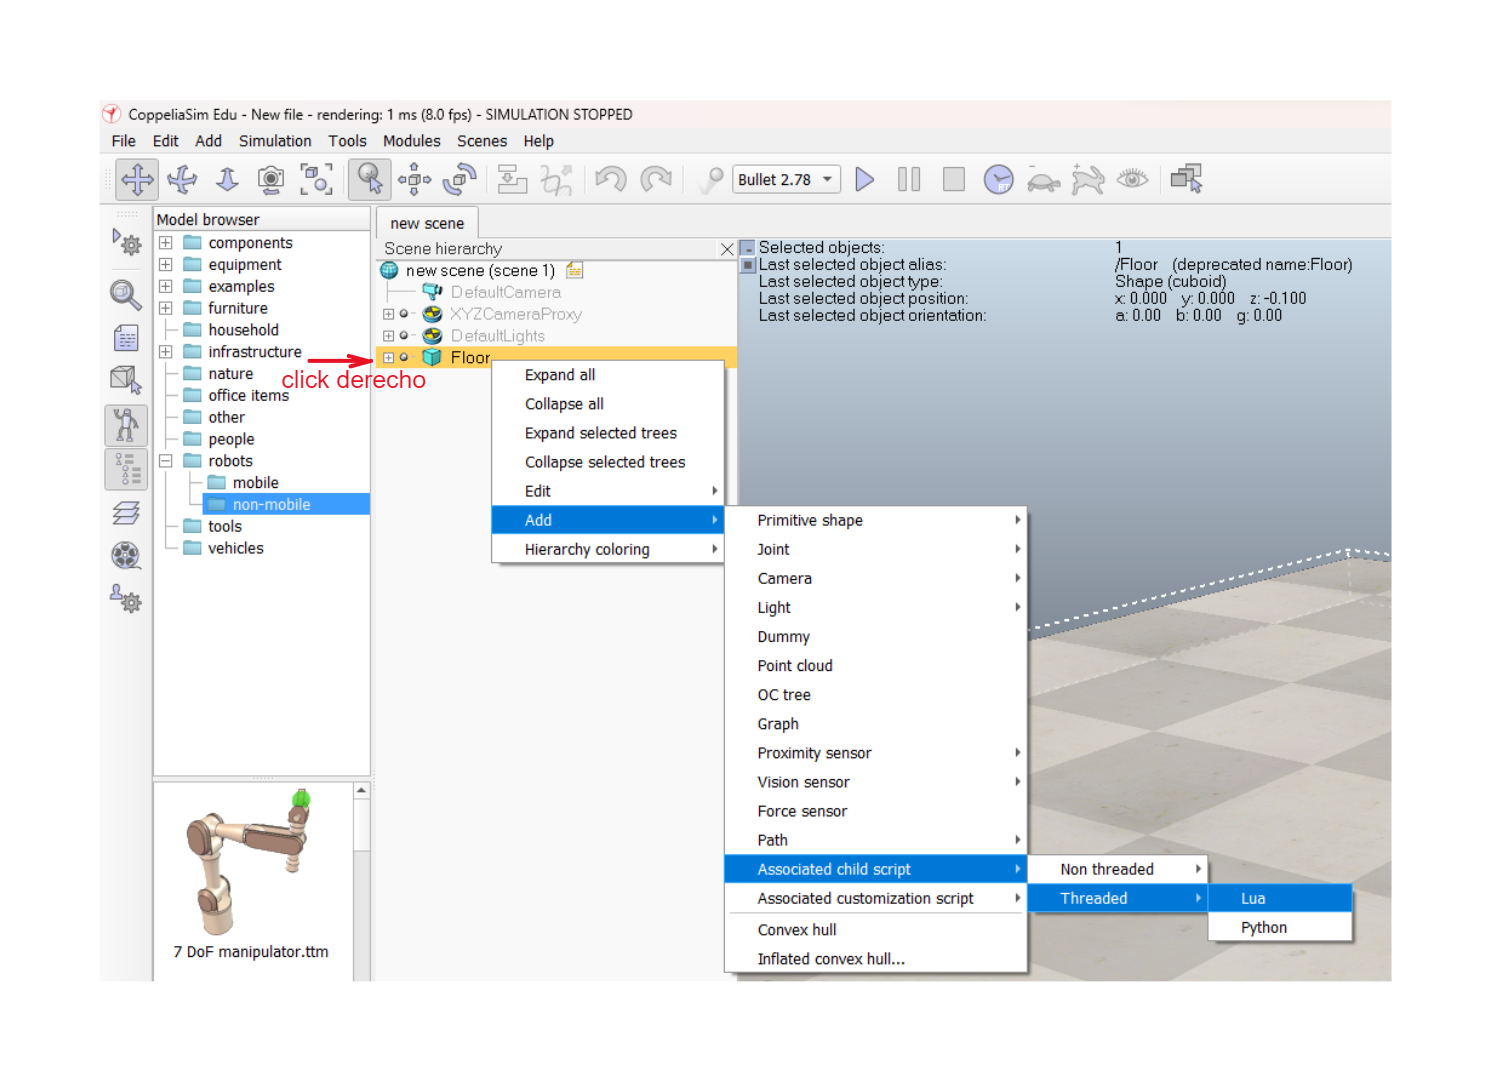 CoppeliaSim Edu - New file - rendering: 1 ms (8.0 fps) - SIMULATION STOPPED
File Edit Add Simulation Tools Modules Scenes Help
Bullet 2.78
RT
Model browser
components
equipment
examples
furniture
household
infrastructure
nature
office items
other
people
robots
mobile
non-mobile
tools
vehicles
7 DoF manipulator.ttm
new scene
Scene hierarchy
new scene (scene 1)
DefaultCamera
XYZCameraProxy
DefaultLights
Floor
click derecho
Selected objects: 1
Last selected object alias: /Floor (deprecated name:Floor)
Last selected object type: Shape (cuboid)
Last selected object position: x: 0.000 y: 0.000 z: -0.100
Last selected object orientation: a: 0.00 b: 0.00 g: 0.00
Expand all
Collapse all
Expand selected trees
Collapse selected trees
Edit
Add
Hierarchy coloring
Primitive shape
Joint
Camera
Light
Dummy
Point cloud
OC tree
Graph
Proximity sensor
Vision sensor
Force sensor
Path
Associated child script
Associated customization script
Convex hull
Inflated convex hull...
Non threaded
Threaded
Lua
Python